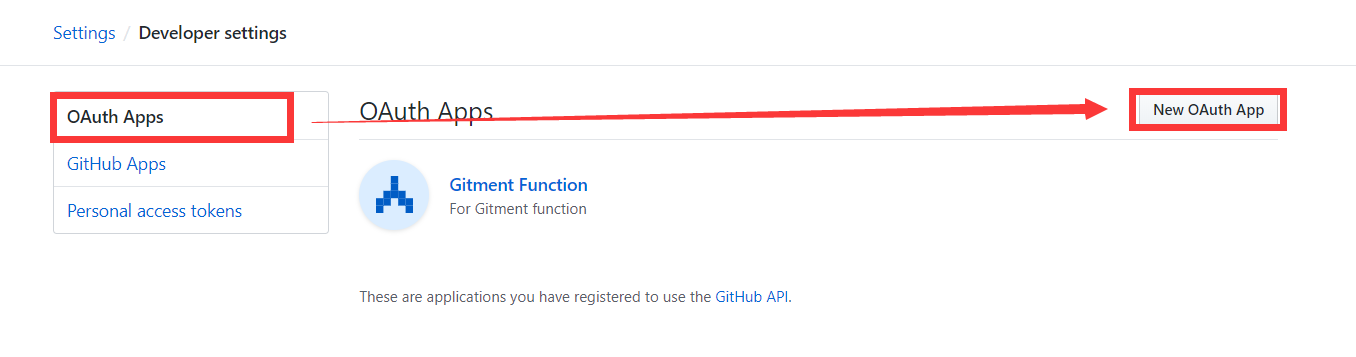 Settings / Developer settings
OAuth Apps
GitHub Apps
Personal access tokens
OAuth Apps
New OAuth App
Gitment Function
For Gitment function
These are applications you have registered to use the GitHub API.